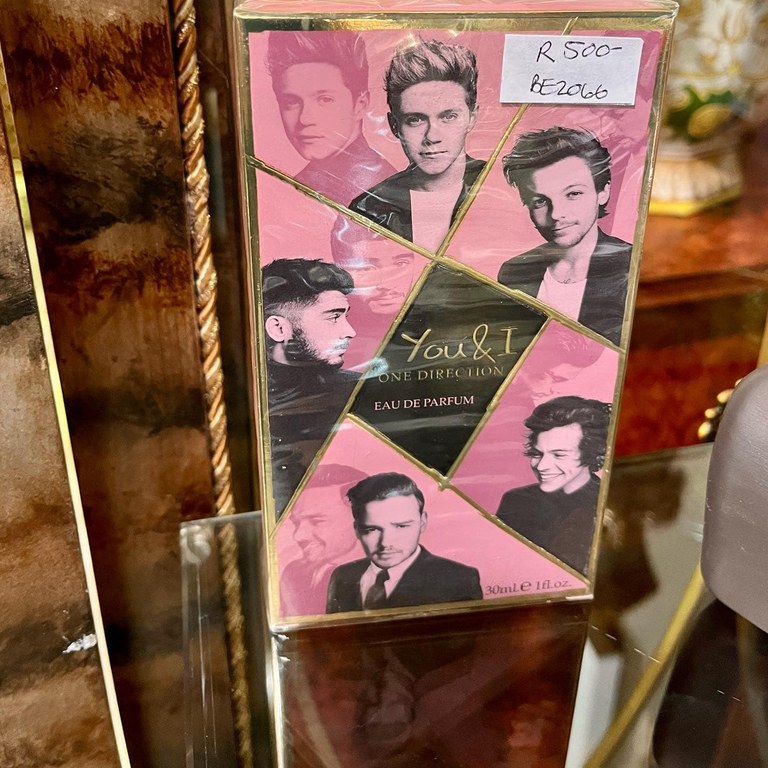 R 500-
BE2066
You & I
ONE DIRECTION
EAU DE PARFUM
30ml. e 1fl.oz.